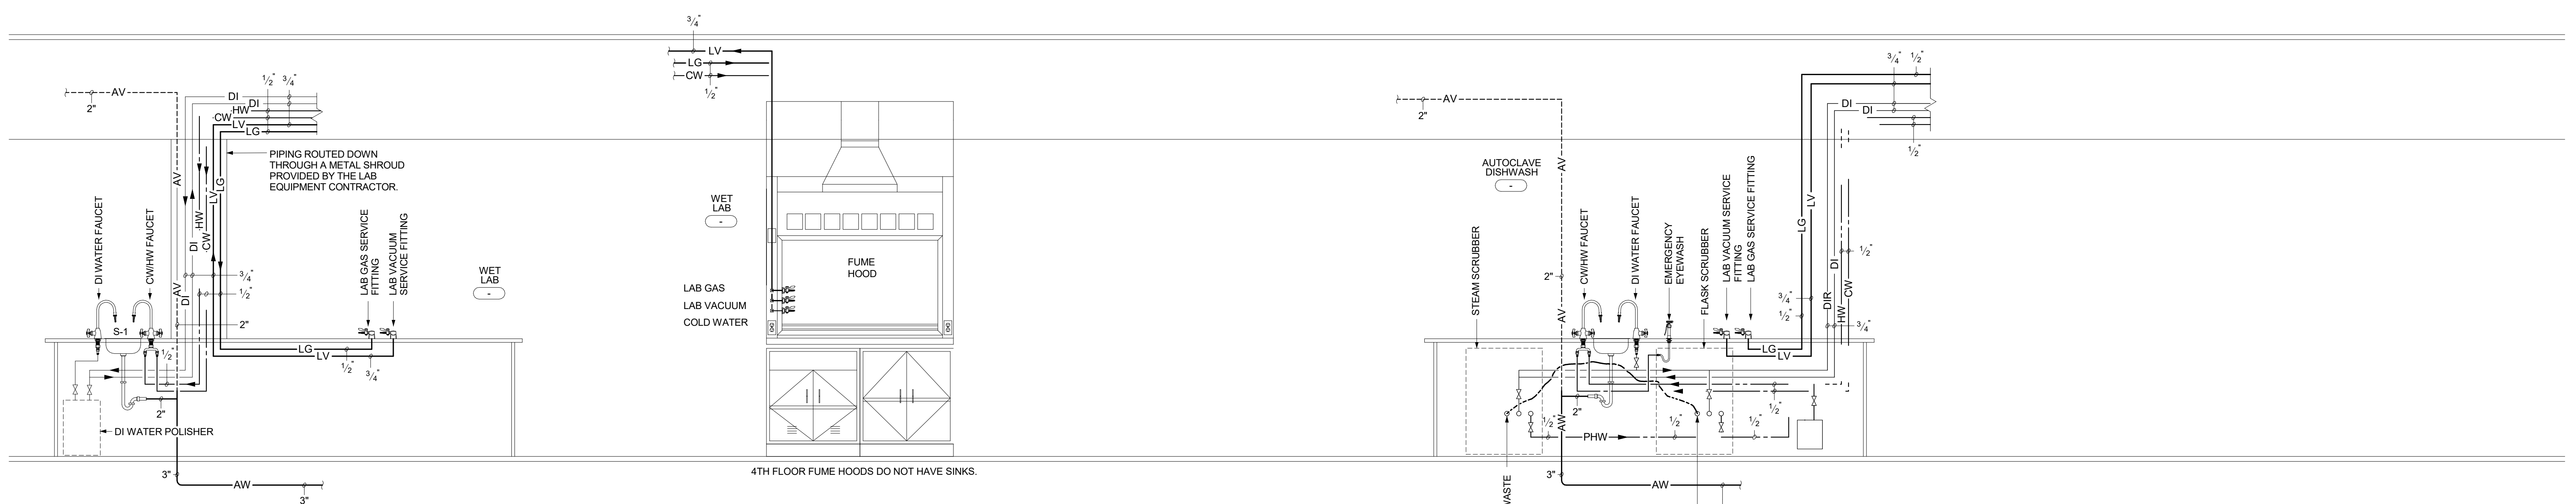 3/4"
LV
LG
CW
1/2"
AV
2"
1/2" 3/4"
DI
DI
HW
CW
LV
LG
PIPING ROUTED DOWN
THROUGH A METAL SHROUD
PROVIDED BY THE LAB
EQUIPMENT CONTRACTOR.
AV
LG
LV
HW
CW
DI
DI
AV
3/4"
1/2"
2"
DI WATER FAUCET
CW/HW FAUCET
S-1
LAB GAS SERVICE
FITTING
LAB VACUUM
SERVICE FITTING
WET
LAB
-
LG
LV
1/2"
3/4"
1/2"
2"
DI WATER POLISHER
3"
AW
3"
WET
LAB
-
FUME
HOOD
LAB GAS
LAB VACUUM
COLD WATER
4TH FLOOR FUME HOODS DO NOT HAVE SINKS.
AV
2"
AV
AUTOCLAVE
DISHWASH
-
3/4" 1/2"
DI
DI
1/2"
STEAM SCRUBBER
2"
AV
CW/HW FAUCET
DI WATER FAUCET
EMERGENCY
EYEWASH
FLASK SCRUBBER
LAB VACUUM SERVICE
FITTING
LAB GAS SERVICE FITTING
LG
LV
DI
DIR
HW
CW
1/2"
3/4"
1/2"
3/4"
LG
LV
1/2"
2"
AW
1/2"
PHW
1/2"
1/2"
3"
AW
WASTE